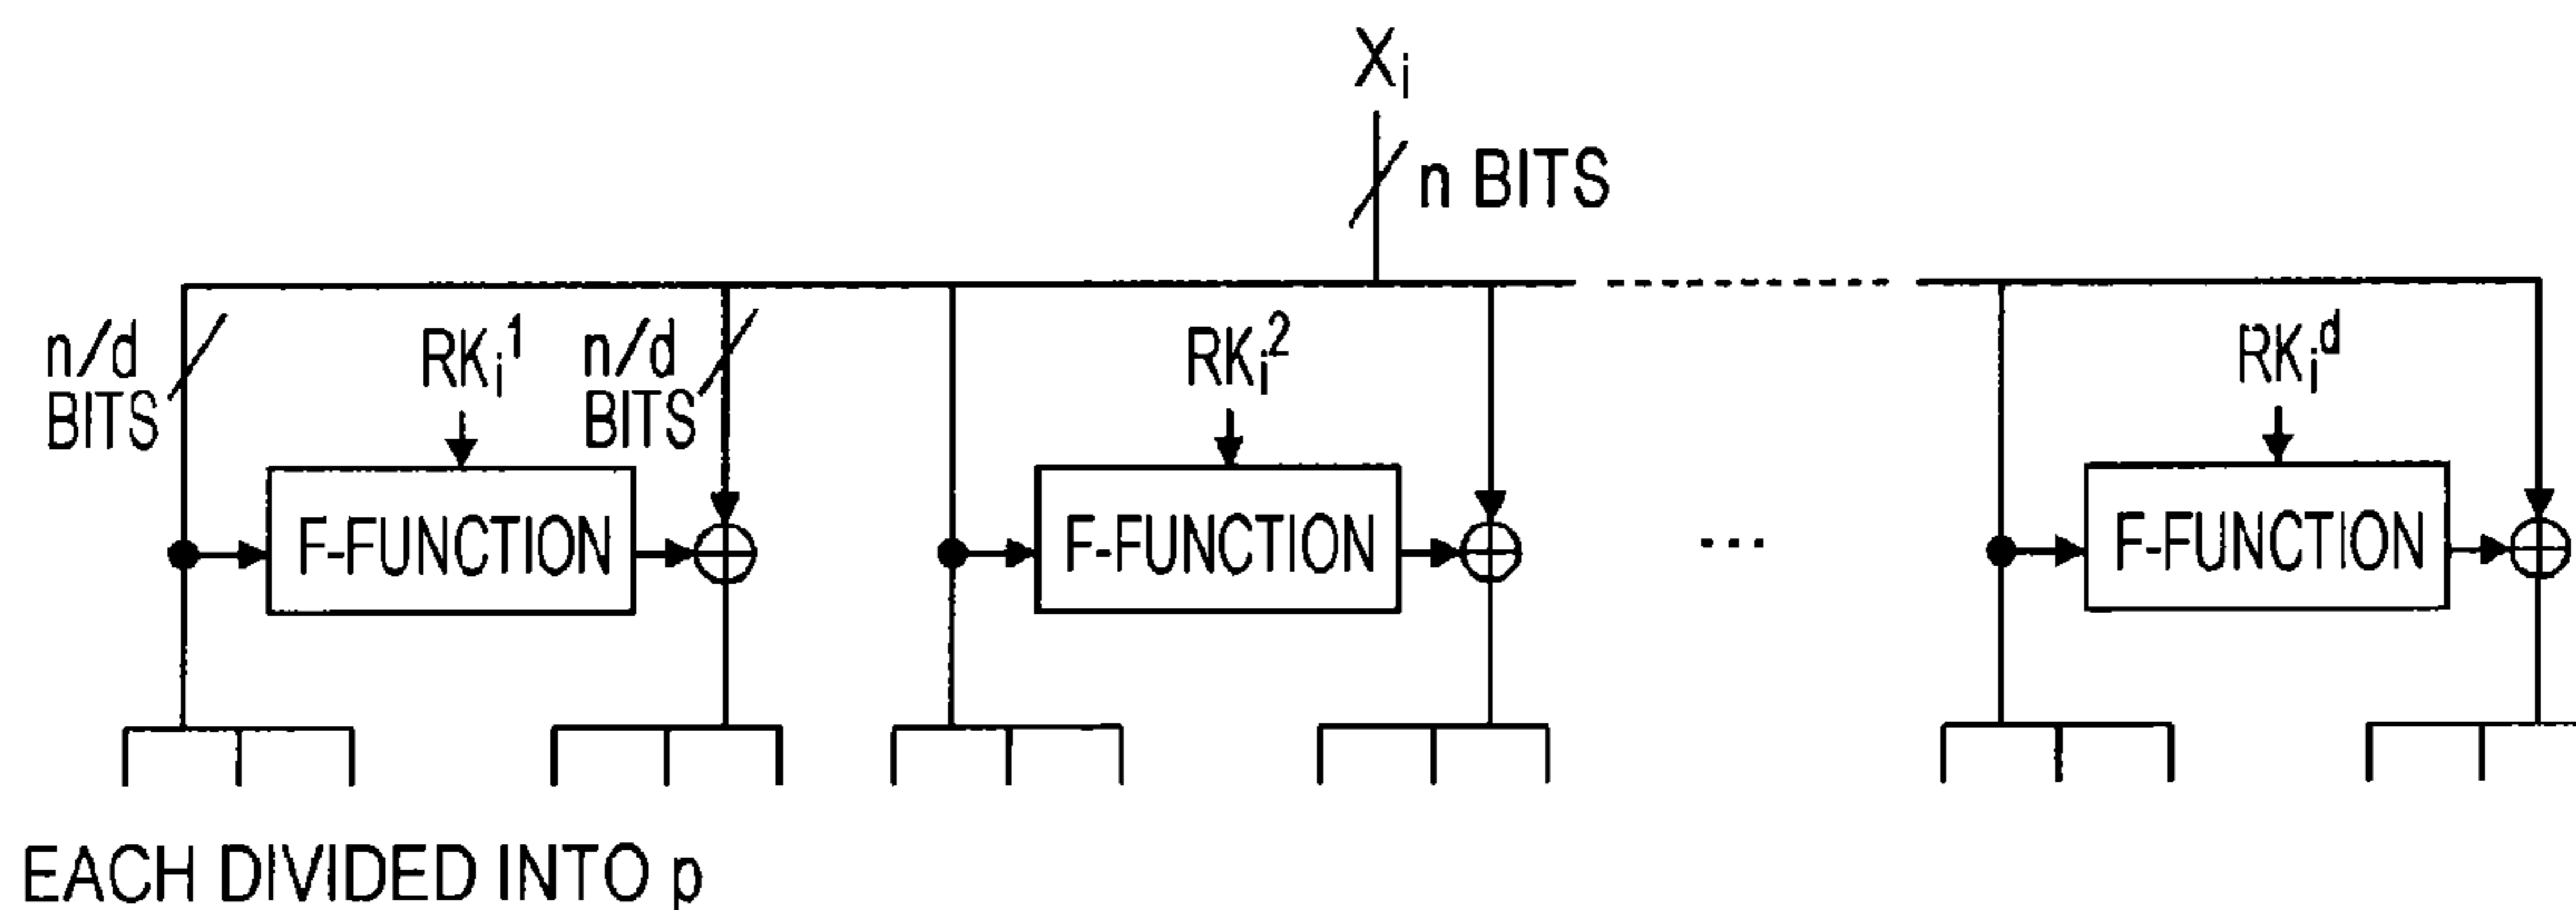 Xᵢ
n BITS
n/d
BITS
RKᵢ¹
n/d
BITS
RKᵢ²
RKᵢᵈ
F-FUNCTION
F-FUNCTION
...
F-FUNCTION
EACH DIVIDED INTO p